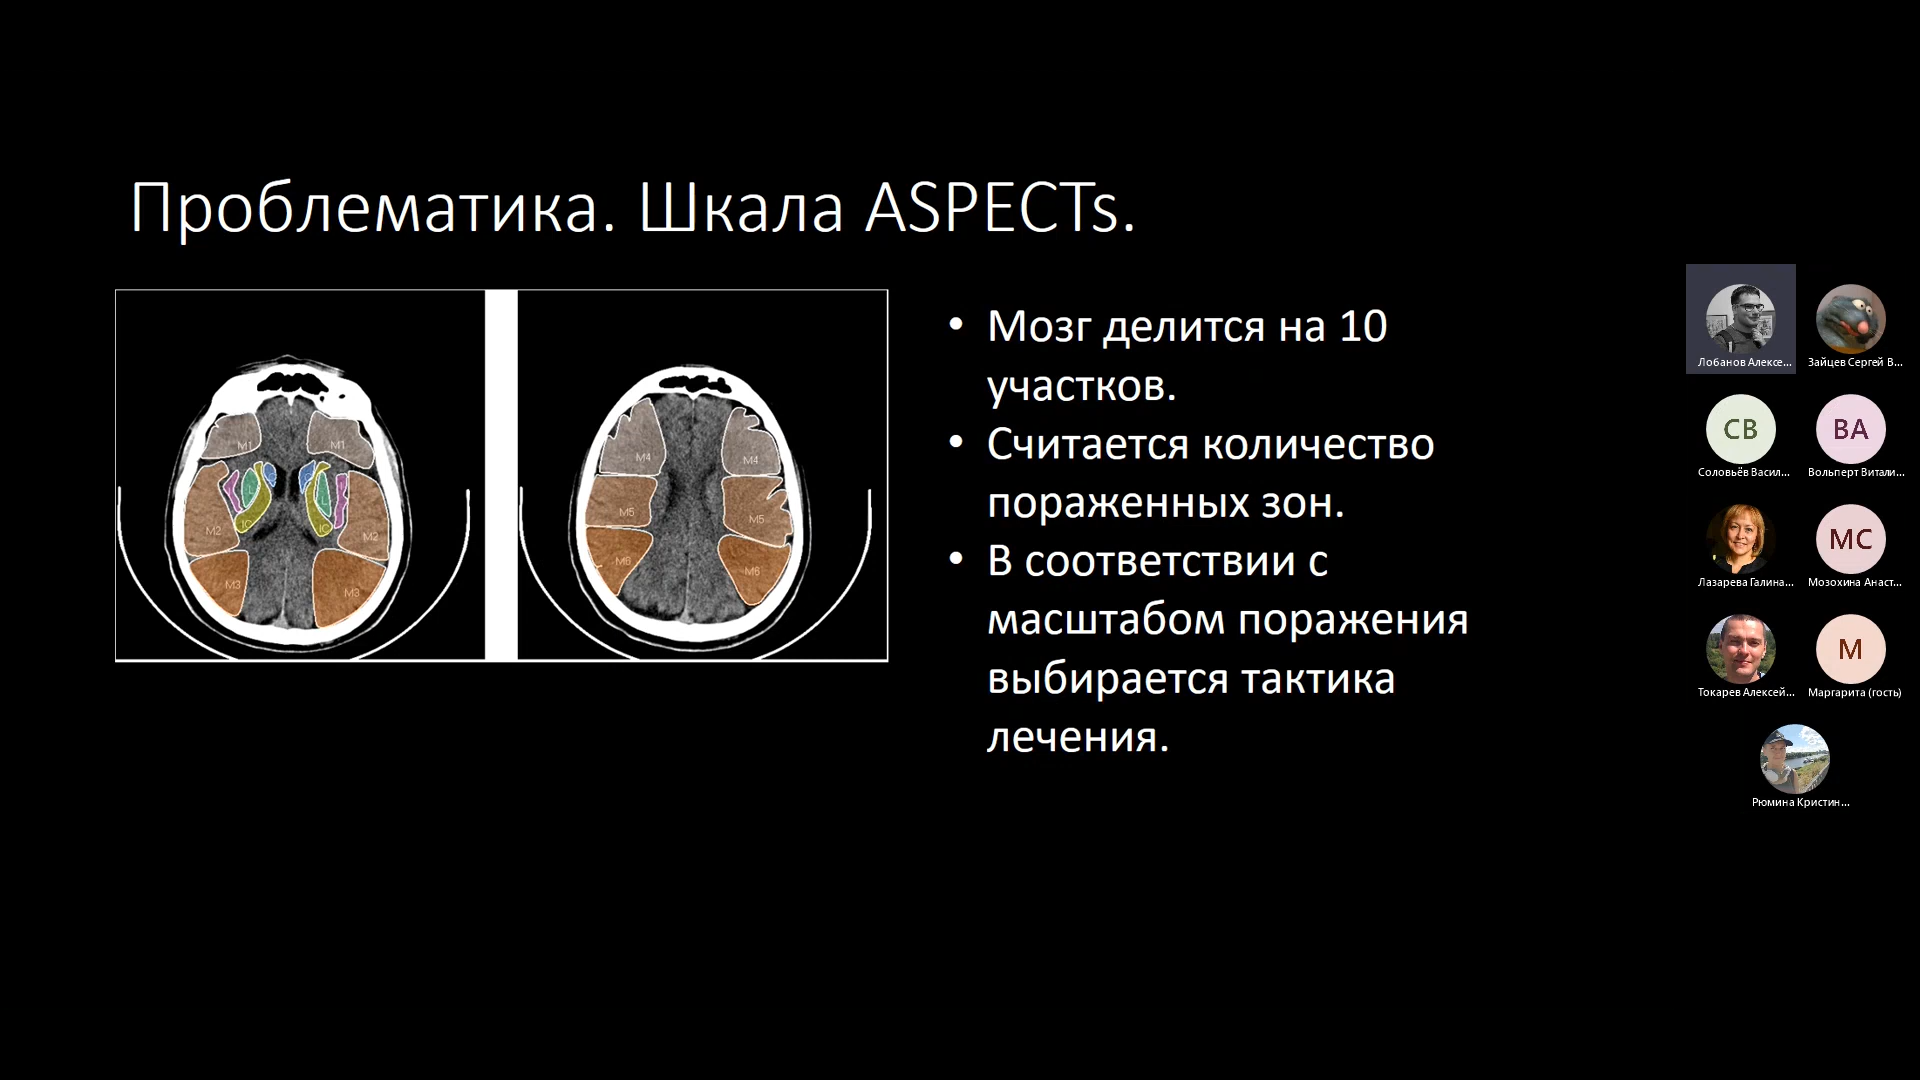 Проблематика. Шкала ASPECTs.
M1
M1
L
L
IC
IC
M2
M2
M3
M3
M4
M4
M5
M5
M6
M6
• Мозг делится на 10
участков.
• Считается количество
пораженных зон.
• В соответствии с
масштабом поражения
выбирается тактика
лечения.
Лобанов Алексе...
Зайцев Сергей В...
СВ
ВА
Соловьёв Васил...
Вольперт Витали...
МС
Лазарева Галина...
Мозохина Анаст...
М
Токарев Алексей...
Маргарита (гость)
Рюмина Кристин...